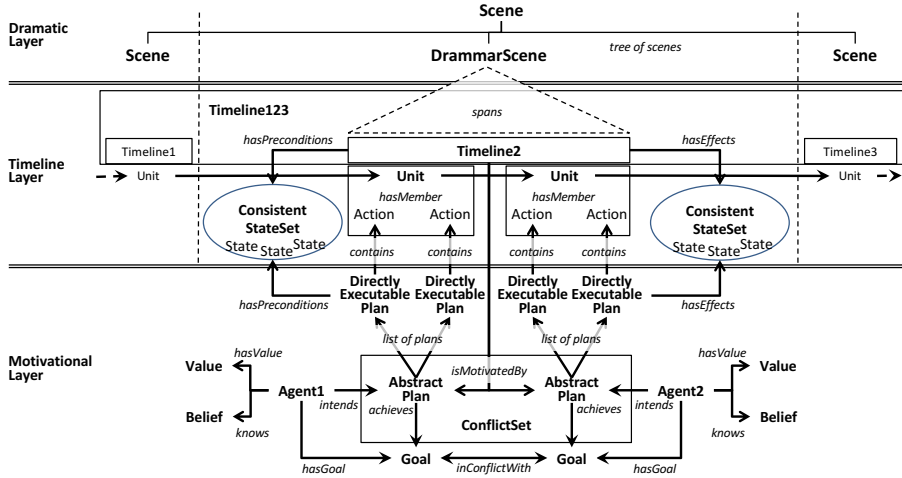 Scene
Dramatic
Layer
Scene
DrammarScene
tree of scenes
Scene
Timeline123
spans
hasPreconditions
Timeline2
hasEffects
Timeline1
Timeline3
Timeline
Layer
Unit
Unit
Unit
Unit
hasMember
hasMember
Consistent
StateSet
State
State
State
Action
Action
Action
Action
Consistent
StateSet
State
State
State
contains
contains
contains
contains
hasPreconditions
Directly
Executable
Plan
Directly
Executable
Plan
Directly
Executable
Plan
Directly
Executable
Plan
hasEffects
list of plans
list of plans
Motivational
Layer
hasValue
Value
Agent1
Belief
knows
intends
Abstract
Plan
isMotivatedBy
Abstract
Plan
achieves
achieves
intends
Agent2
hasValue
Value
Belief
knows
ConflictSet
hasGoal
Goal
inConflictWith
Goal
hasGoal